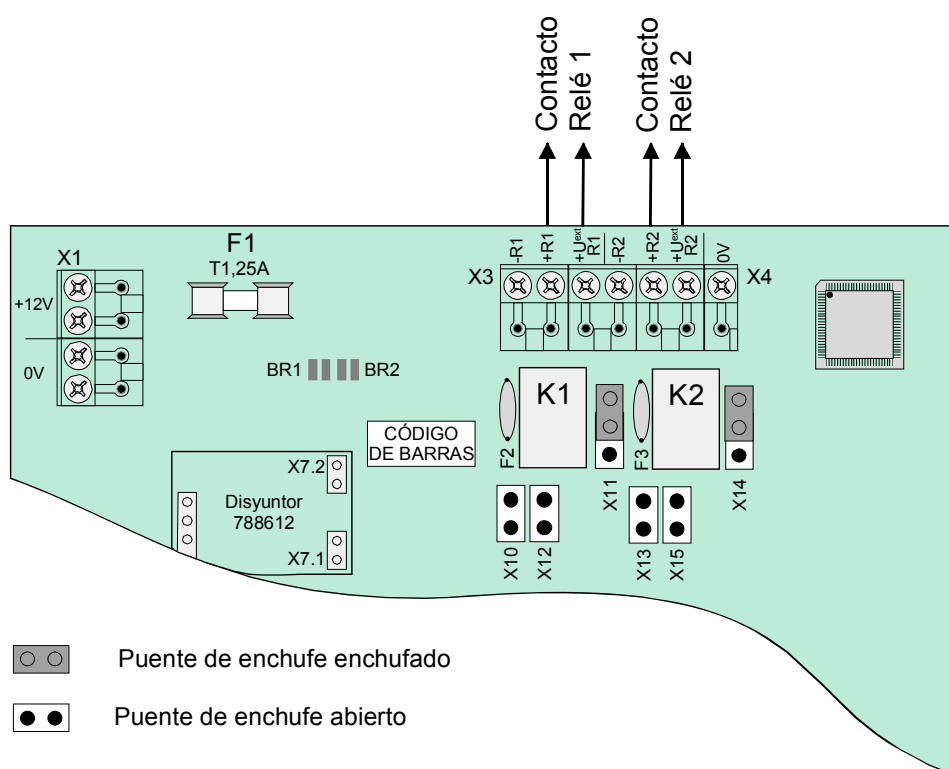 Contacto
Relé 1
Contacto
Relé 2
X1
+12V
0V
F1
T1,25A
X3
-R1
+R1
+Uext
R1
-R2
+R2
+Uext
R2
0V
X4
BR1
BR2
CÓDIGO
DE BARRAS
F2
K1
X11
F3
K2
X14
X10
X12
X13
X15
X7.2
Disyuntor
788612
X7.1
Puente de enchufe enchufado
Puente de enchufe abierto